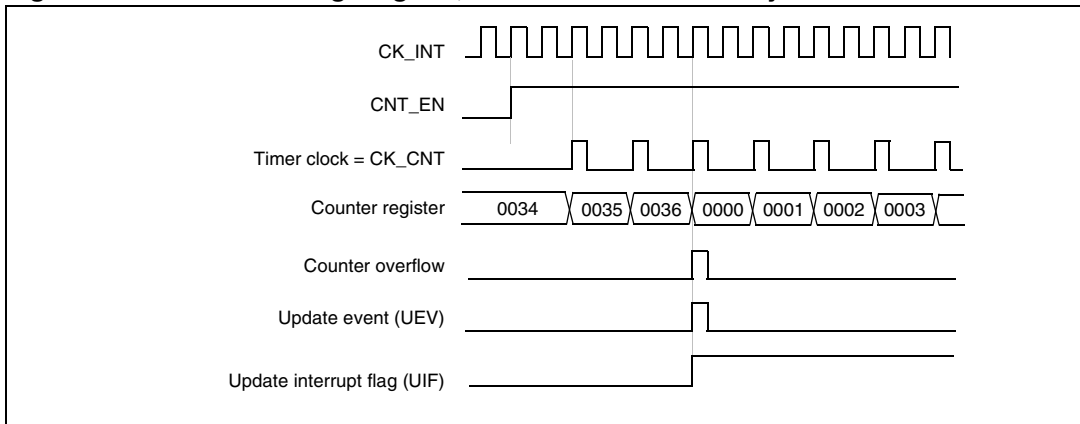 CK_INT
CNT_EN
Timer clock = CK_CNT
Counter register 0034 0035 0036 0000 0001 0002 0003
Counter overflow
Update event (UEV)
Update interrupt flag (UIF)